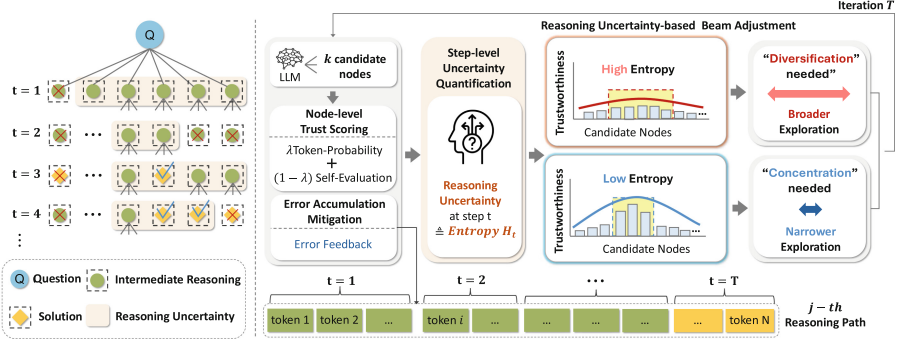 Iteration T
Q
t = 1
t = 2
t = 3
t = 4
Q Question
Intermediate Reasoning
Solution
Reasoning Uncertainty
LLM
k candidate
nodes
Node-level
Trust Scoring
λToken-Probability
+
(1 − λ) Self-Evaluation
Error Accumulation
Mitigation
Error Feedback
Step-level
Uncertainty
Quantification
?
Reasoning
Uncertainty
at step t
≜ Entropy H_t
Reasoning Uncertainty-based Beam Adjustment
Trustworthiness
High Entropy
...
Candidate Nodes
Trustworthiness
Low Entropy
...
Candidate Nodes
“Diversification”
needed”
Broader
Exploration
“Concentration”
needed
Narrower
Exploration
t = 1
t = 2
...
t = T
token 1 token 2 ... token i ... ... ... ... ... token N
j − th
Reasoning Path